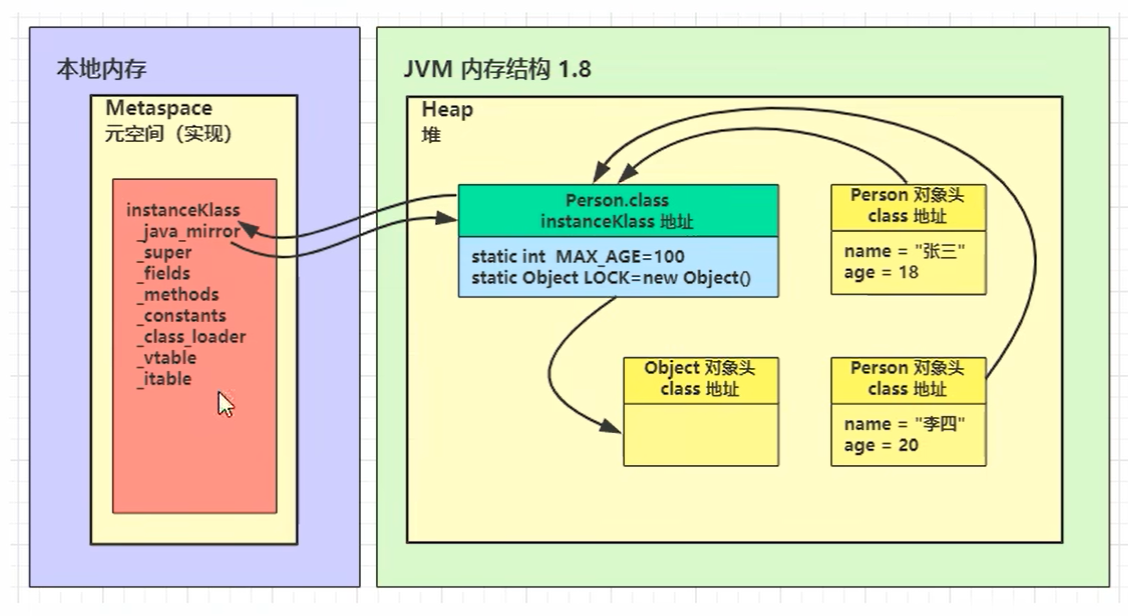 本地内存
Metaspace
元空间（实现）
instanceKlass
_java_mirror
_super
_fields
_methods
_constants
_class_loader
_vtable
_itable
JVM 内存结构 1.8
Heap
堆
Person.class
instanceKlass 地址
static int MAX_AGE=100
static Object LOCK=new Object()
Person 对象头
class 地址
name = "张三"
age = 18
Object 对象头
class 地址
Person 对象头
class 地址
name = "李四"
age = 20